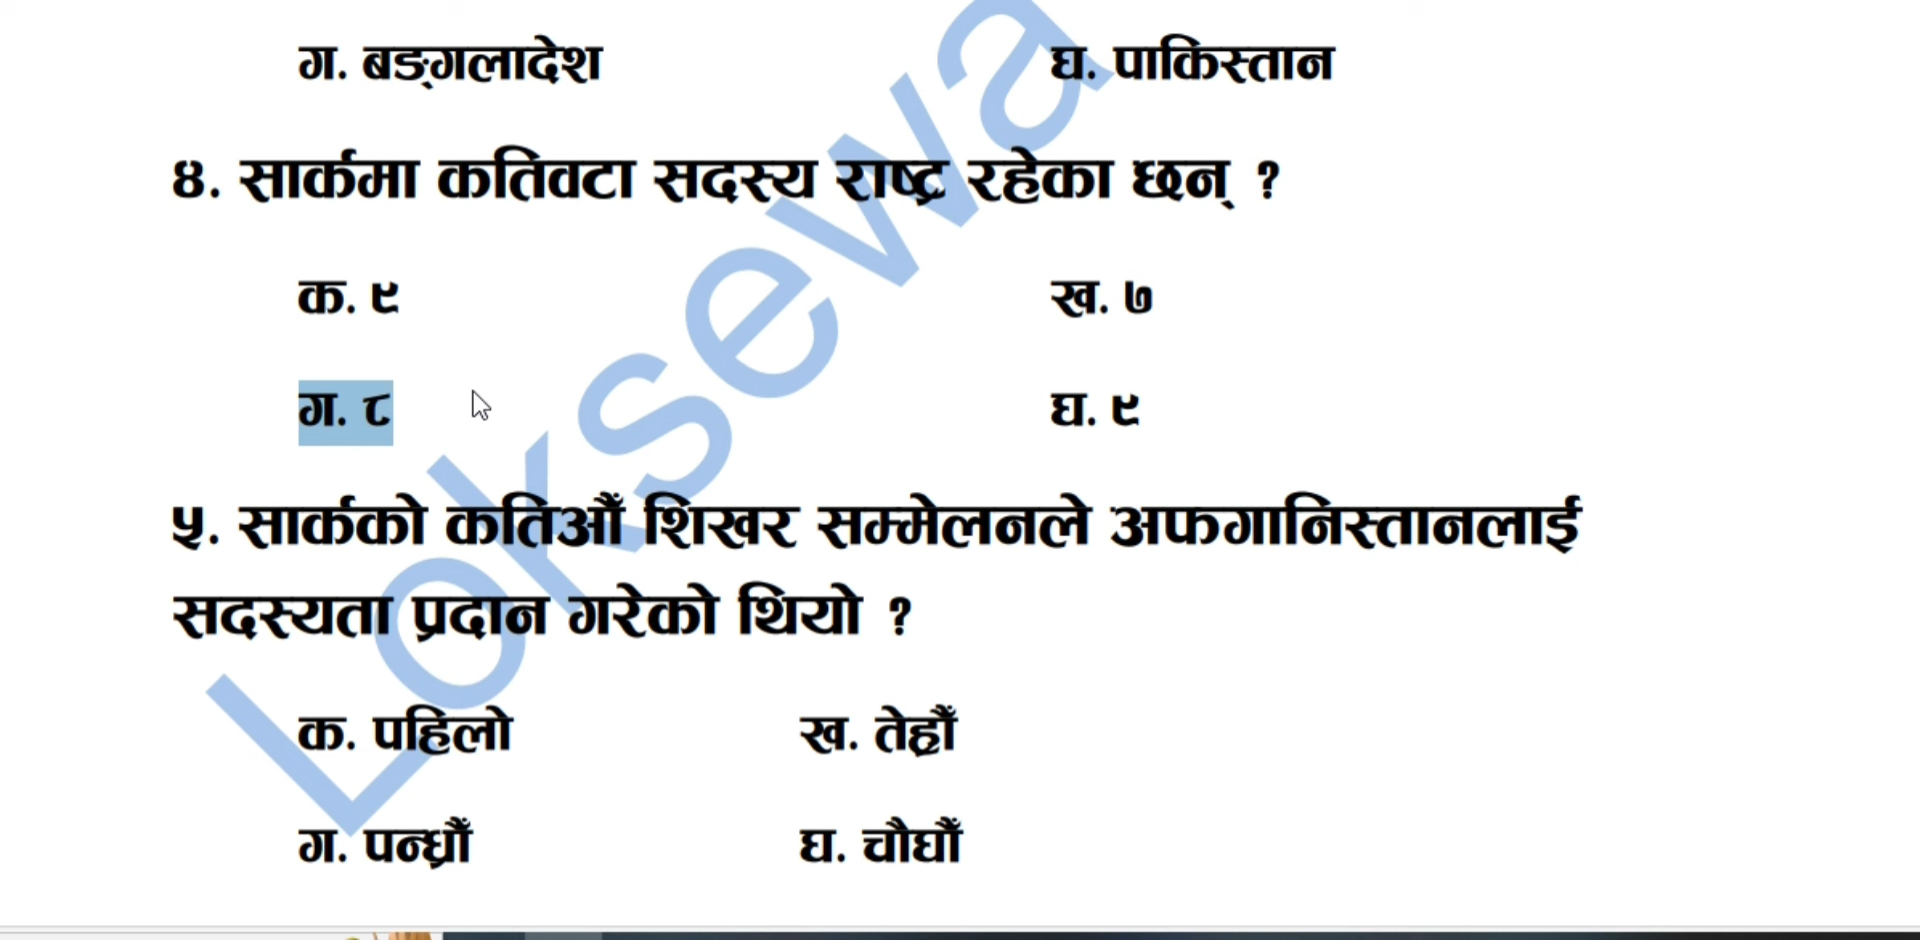 ग. बङ्गलादेश घ. पाकिस्तान
४. सार्कमा कतिवटा सदस्य राष्ट्र रहेका छन् ?
क. ९ ख. ७
ग. ८ घ. ९
५. सार्कको कतिऔं शिखर सम्मेलनले अफगानिस्तानलाई
सदस्यता प्रदान गरेको थियो ?
क. पहिलो ख. तेह्रौं
ग. पन्ध्रौं घ. चौघौं
Loksewa